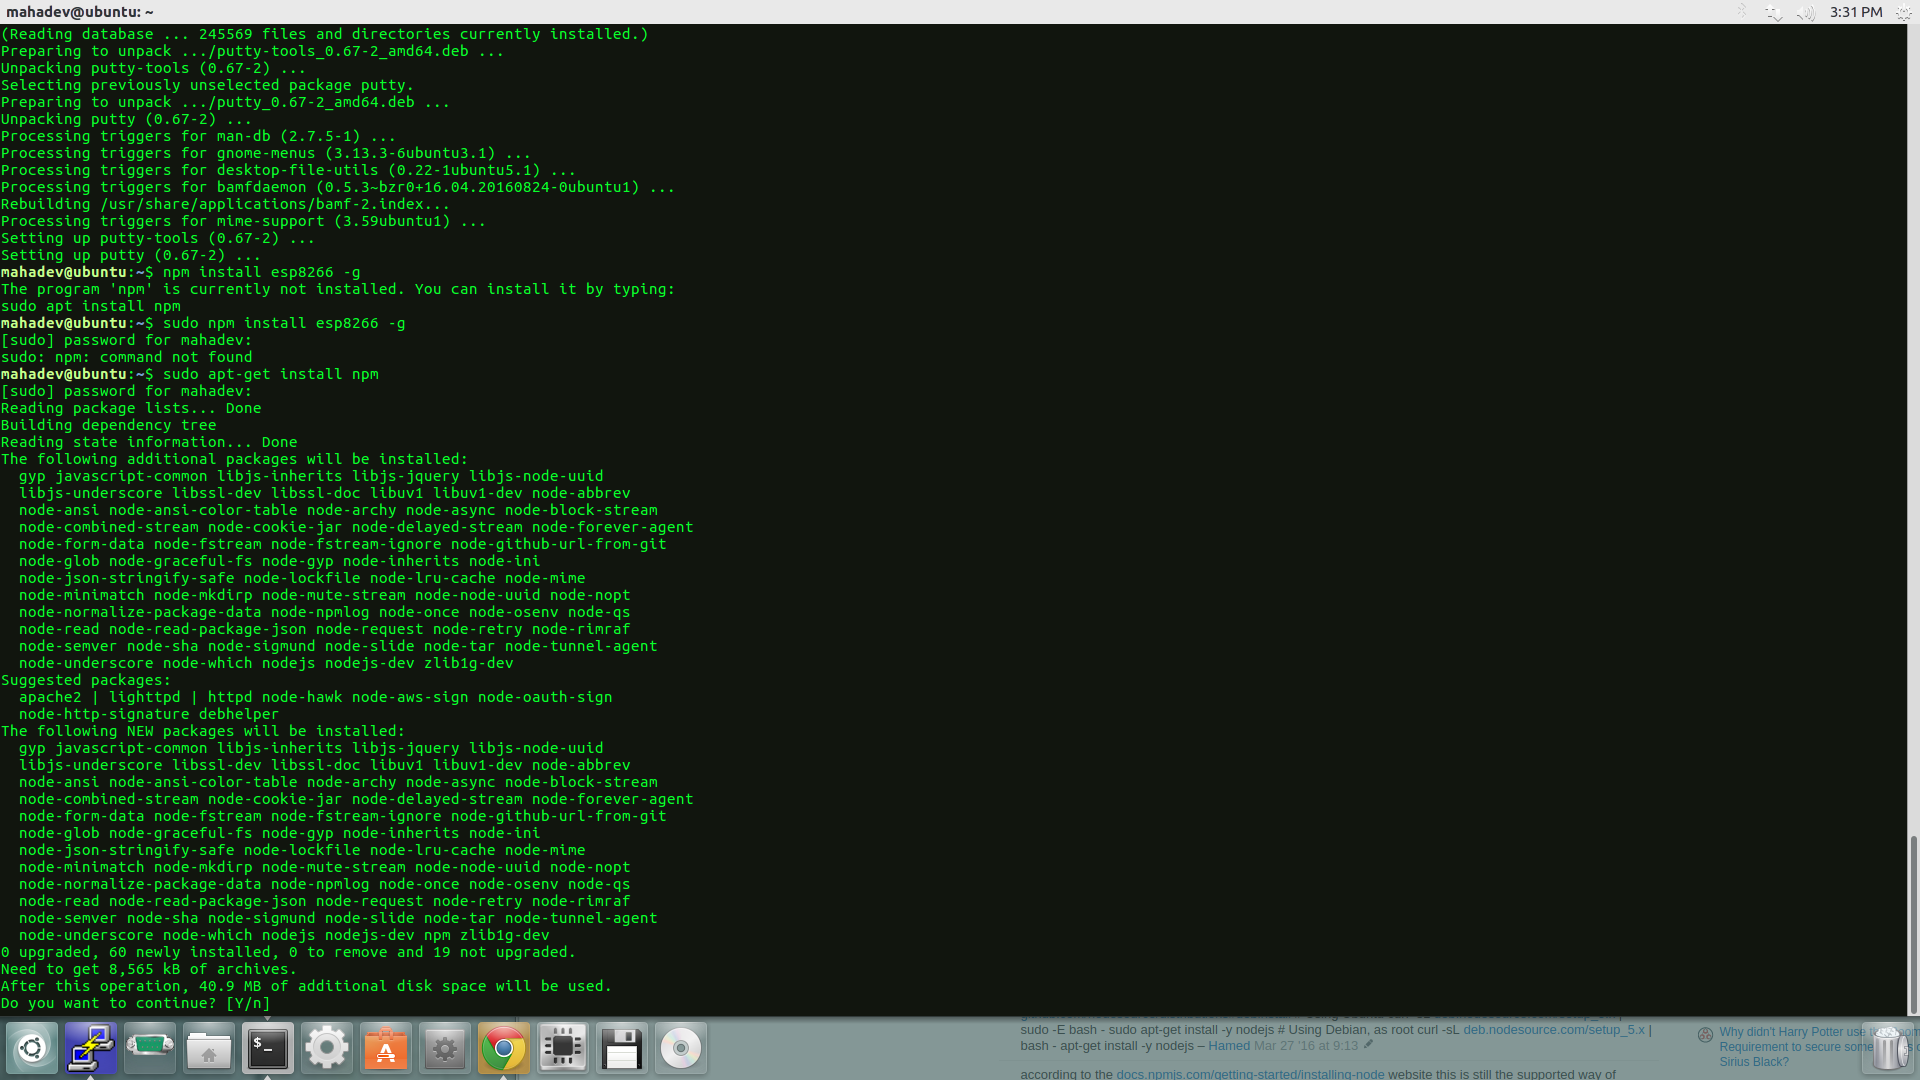 mahadev@ubuntu: ~
3:31 PM
(Reading database ... 245569 files and directories currently installed.)
Preparing to unpack .../putty-tools_0.67-2_amd64.deb ...
Unpacking putty-tools (0.67-2) ...
Selecting previously unselected package putty.
Preparing to unpack .../putty_0.67-2_amd64.deb ...
Unpacking putty (0.67-2) ...
Processing triggers for man-db (2.7.5-1) ...
Processing triggers for gnome-menus (3.13.3-6ubuntu3.1) ...
Processing triggers for desktop-file-utils (0.22-1ubuntu5.1) ...
Processing triggers for bamfdaemon (0.5.3~bzr0+16.04.20160824-0ubuntu1) ...
Rebuilding /usr/share/applications/bamf-2.index...
Processing triggers for mime-support (3.59ubuntu1) ...
Setting up putty-tools (0.67-2) ...
Setting up putty (0.67-2) ...
mahadev@ubuntu:~$ npm install esp8266 -g
The program 'npm' is currently not installed. You can install it by typing:
sudo apt install npm
mahadev@ubuntu:~$ sudo npm install esp8266 -g
[sudo] password for mahadev:
sudo: npm: command not found
mahadev@ubuntu:~$ sudo apt-get install npm
[sudo] password for mahadev:
Reading package lists... Done
Building dependency tree
Reading state information... Done
The following additional packages will be installed:
  gyp javascript-common libjs-inherits libjs-jquery libjs-node-uuid
  libjs-underscore libssl-dev libssl-doc libuv1 libuv1-dev node-abbrev
  node-ansi node-ansi-color-table node-archy node-async node-block-stream
  node-combined-stream node-cookie-jar node-delayed-stream node-forever-agent
  node-form-data node-fstream node-fstream-ignore node-github-url-from-git
  node-glob node-graceful-fs node-gyp node-inherits node-ini
  node-json-stringify-safe node-lockfile node-lru-cache node-mime
  node-minimatch node-mkdirp node-mute-stream node-node-uuid node-nopt
  node-normalize-package-data node-npmlog node-once node-osenv node-qs
  node-read node-read-package-json node-request node-retry node-rimraf
  node-semver node-sha node-sigmund node-slide node-tar node-tunnel-agent
  node-underscore node-which nodejs nodejs-dev zlib1g-dev
Suggested packages:
  apache2 | lighttpd | httpd node-hawk node-aws-sign node-oauth-sign
  node-http-signature debhelper
The following NEW packages will be installed:
  gyp javascript-common libjs-inherits libjs-jquery libjs-node-uuid
  libjs-underscore libssl-dev libssl-doc libuv1 libuv1-dev node-abbrev
  node-ansi node-ansi-color-table node-archy node-async node-block-stream
  node-combined-stream node-cookie-jar node-delayed-stream node-forever-agent
  node-form-data node-fstream node-fstream-ignore node-github-url-from-git
  node-glob node-graceful-fs node-gyp node-inherits node-ini
  node-json-stringify-safe node-lockfile node-lru-cache node-mime
  node-minimatch node-mkdirp node-mute-stream node-node-uuid node-nopt
  node-normalize-package-data node-npmlog node-once node-osenv node-qs
  node-read node-read-package-json node-request node-retry node-rimraf
  node-semver node-sha node-sigmund node-slide node-tar node-tunnel-agent
  node-underscore node-which nodejs nodejs-dev npm zlib1g-dev
0 upgraded, 60 newly installed, 0 to remove and 19 not upgraded.
Need to get 8,565 kB of archives.
After this operation, 40.9 MB of additional disk space will be used.
Do you want to continue? [Y/n]
sudo -E bash - sudo apt-get install -y nodejs # Using Debian, as root curl -sL deb.nodesource.com/setup_5.x |
bash - apt-get install -y nodejs – Hamed Mar 27 '16 at 9:13
according to the docs.npmjs.com/getting-started/installing-node website this is still the supported way of
Why didn't Harry Potter use
Requirement to secure
Sirius Black?